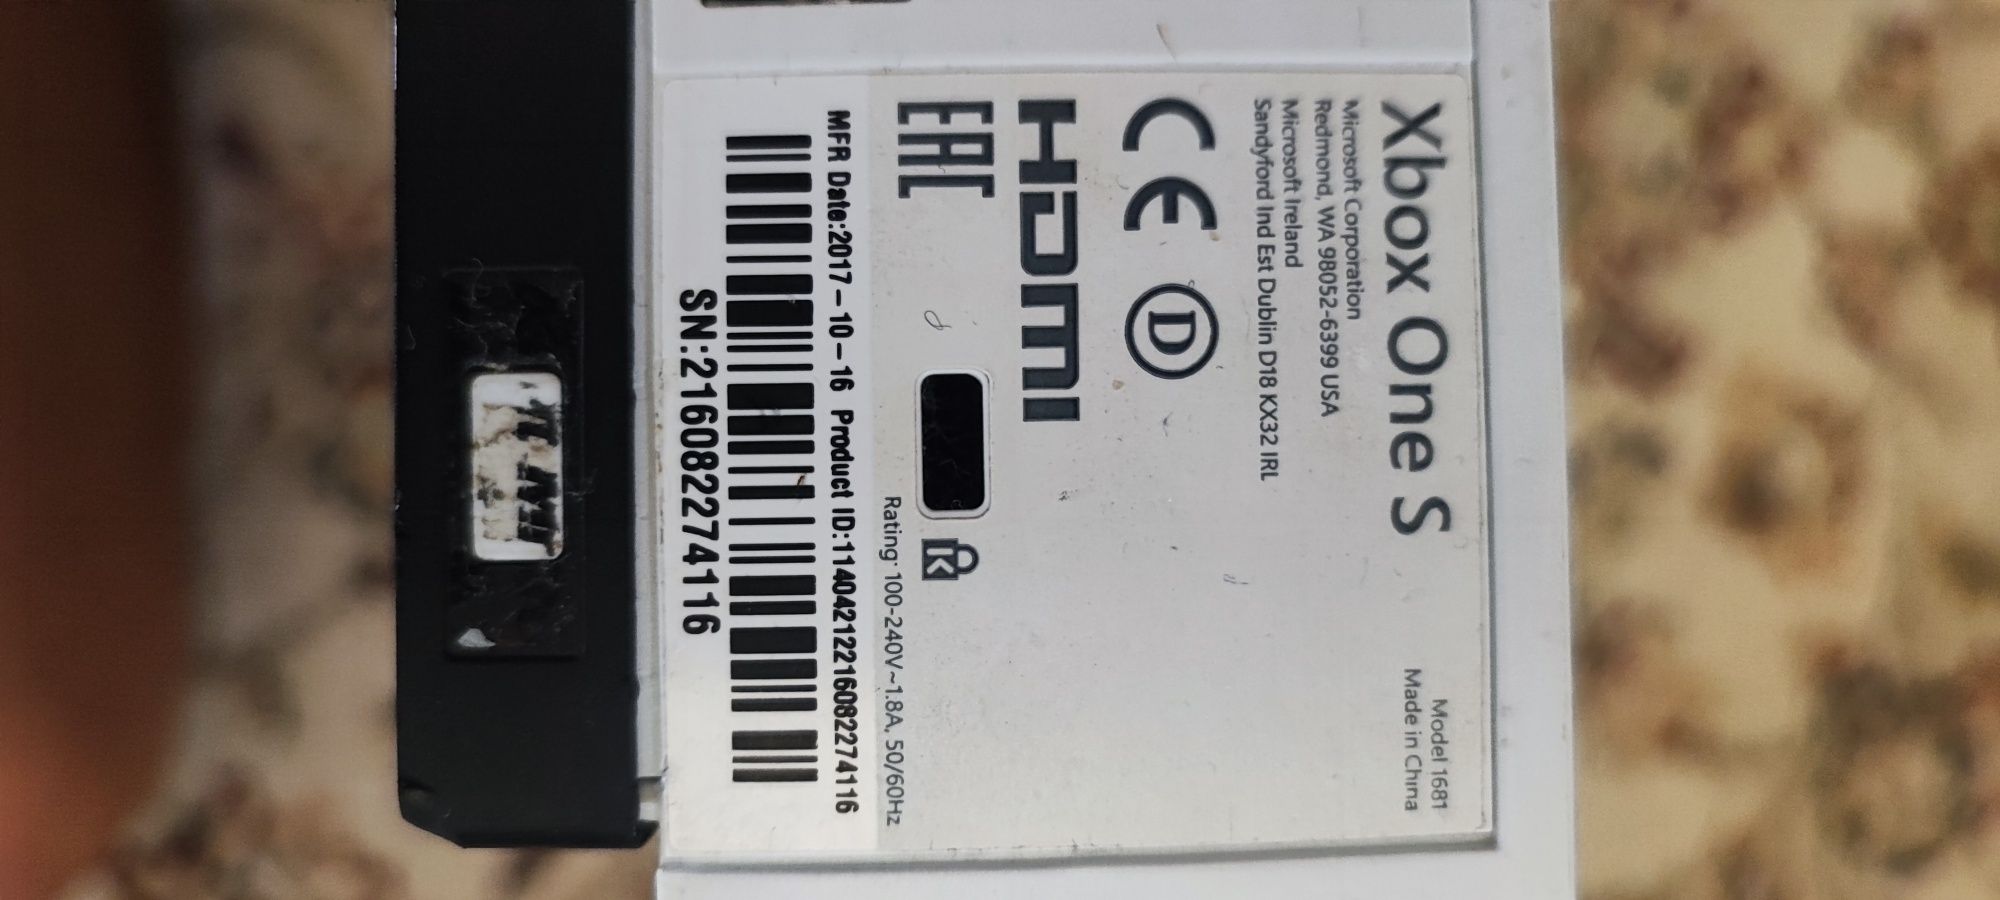 Xbox One S
Model 1681
Made in China
Microsoft Corporation
Redmond, WA 98052-6399 USA
Microsoft Ireland
Sandyford Ind Est Dublin D18 KX32 IRL
CE D
HDMI
EAC
K
Rating: 100-240V~1.8A, 50/60Hz
MFR Date:2017-10-16 Product ID:1140421221608227​4116
SN:216082274116